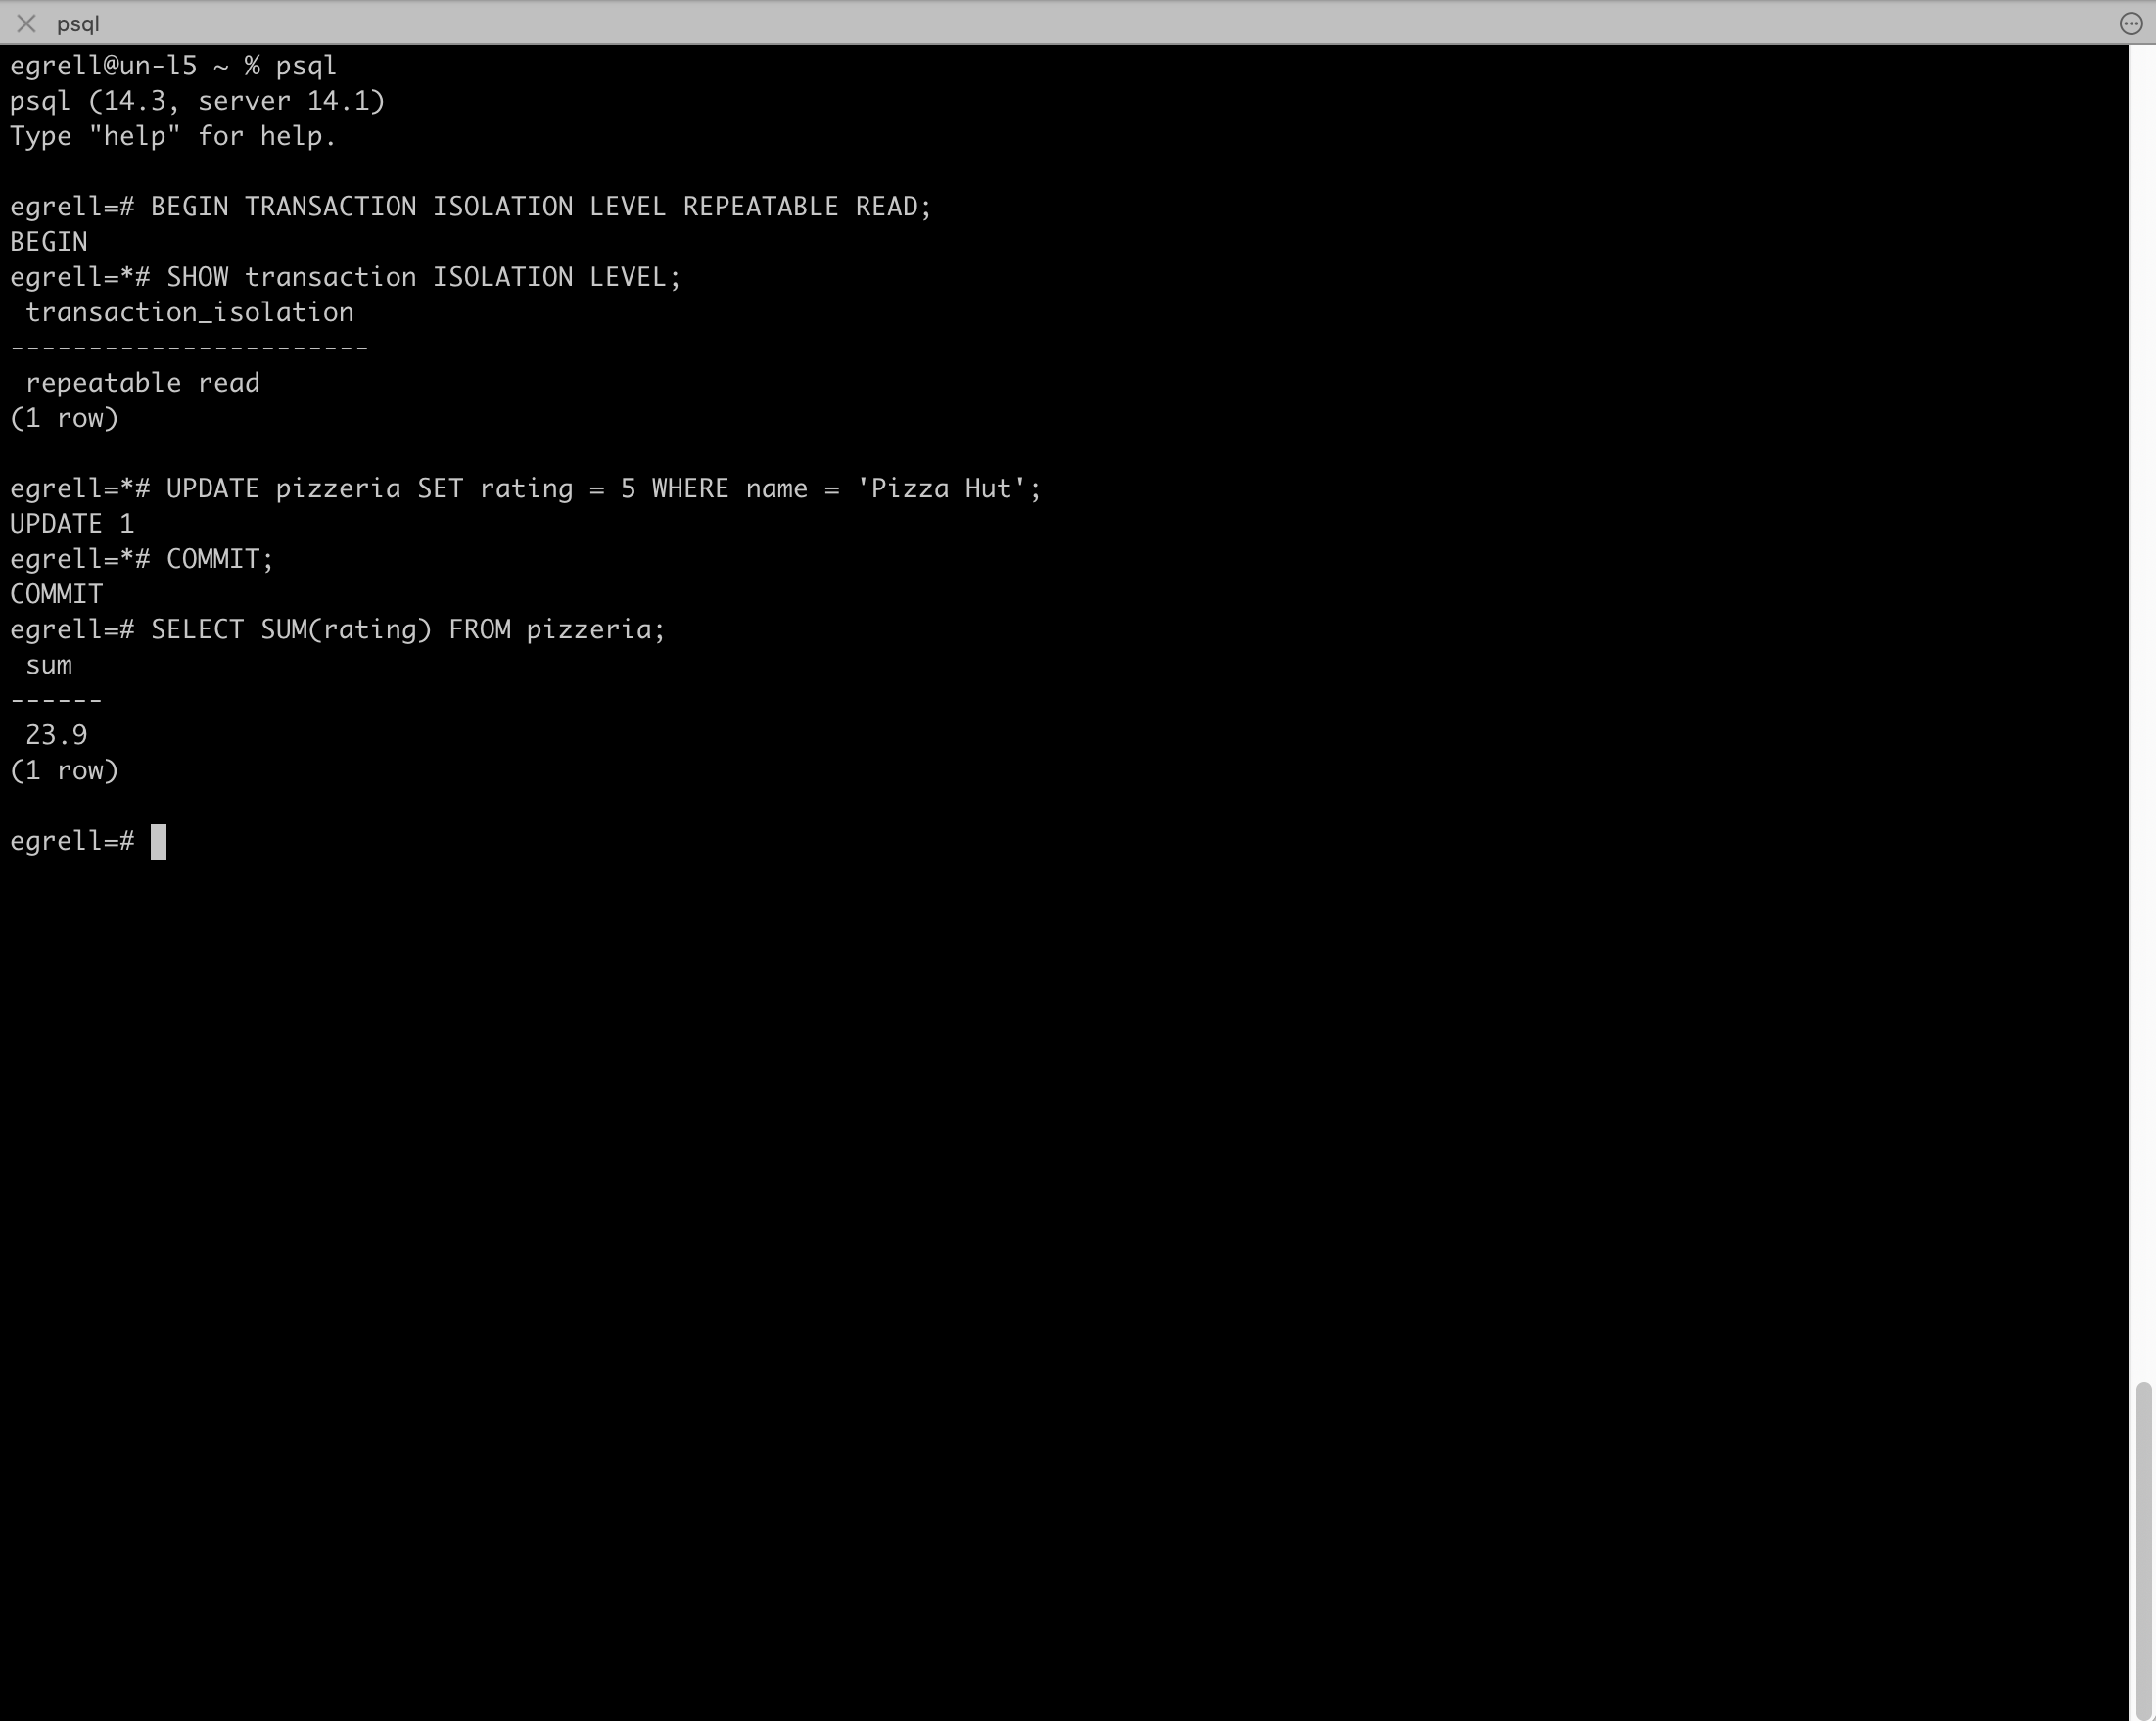 psql
egrell@un-l5 ~ % psql
psql (14.3, server 14.1)
Type "help" for help.
egrell=# BEGIN TRANSACTION ISOLATION LEVEL REPEATABLE READ;
BEGIN
egrell=*# SHOW transaction ISOLATION LEVEL;
 transaction_isolation
-----------------------
 repeatable read
(1 row)
egrell=*# UPDATE pizzeria SET rating = 5 WHERE name = 'Pizza Hut';
UPDATE 1
egrell=*# COMMIT;
COMMIT
egrell=# SELECT SUM(rating) FROM pizzeria;
 sum
------
 23.9
(1 row)
egrell=#